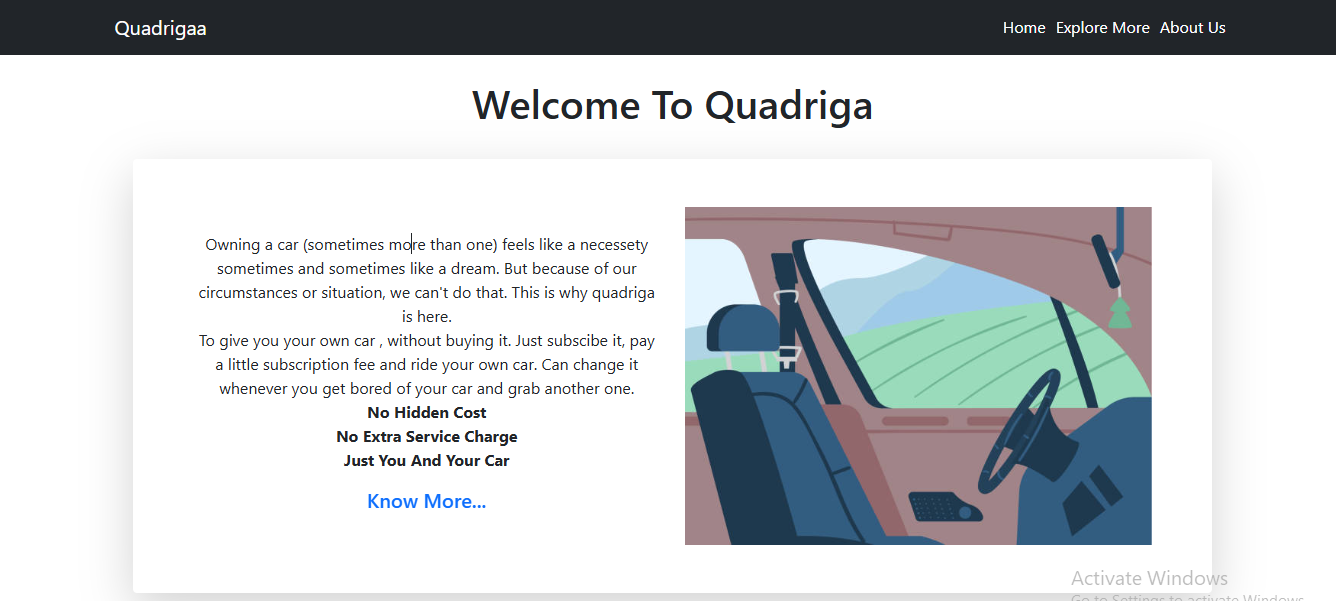 Quadrigaa
Home Explore More About Us
Welcome To Quadriga
Owning a car (sometimes more than one) feels like a necessety
sometimes and sometimes like a dream. But because of our
circumstances or situation, we can't do that. This is why quadriga
is here.
To give you your own car , without buying it. Just subscibe it, pay
a little subscription fee and ride your own car. Can change it
whenever you get bored of your car and grab another one.
No Hidden Cost
No Extra Service Charge
Just You And Your Car
Know More...
Activate Windows
Go to Settings to activate Windows.